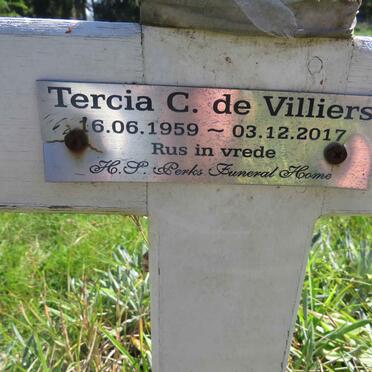 Tercia C. de Villiers
16.06.1959 ~ 03.12.2017
Rus in vrede
H.S. Perks Funeral Home